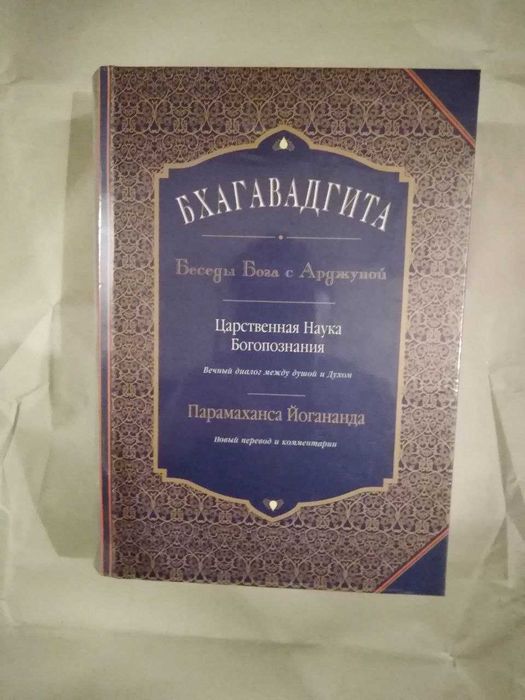 БХАГАВАДГИТА
Беседы Бога с Арджуной
Царственная Наука
Богопознания
Вечный диалог между душой и Духом
Парамаханса Йогананда
Новый перевод и комментарии